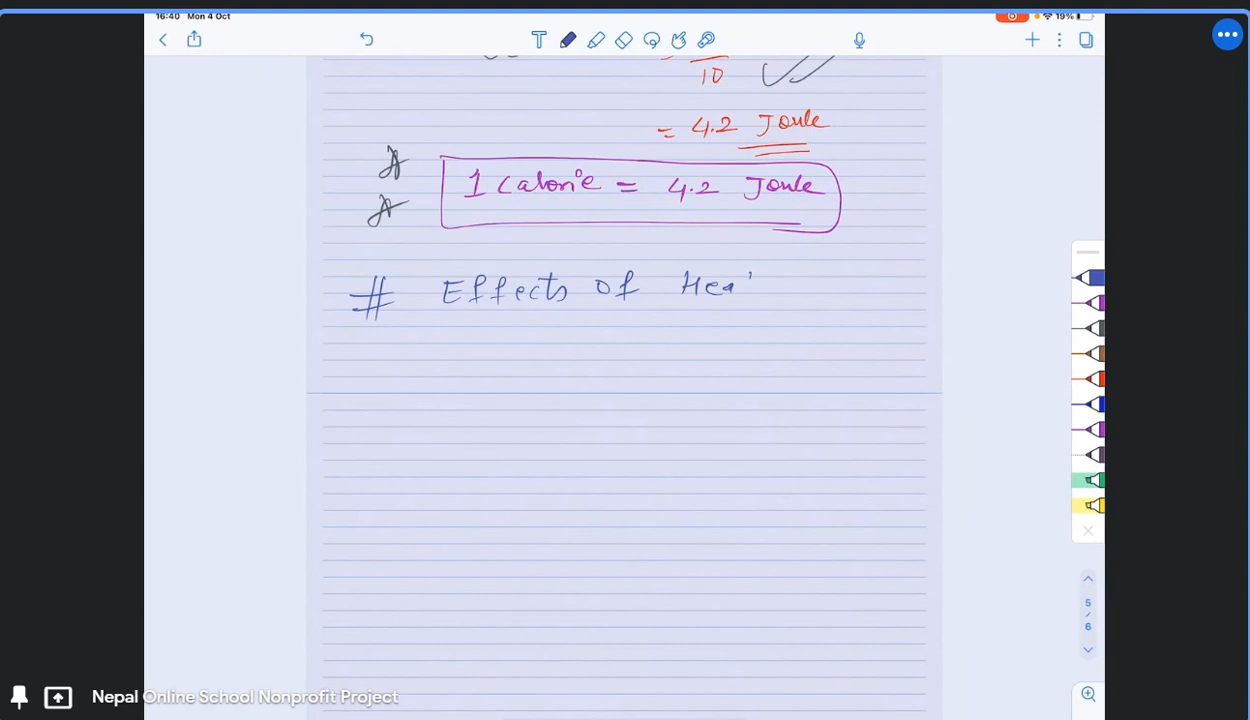 16:40 Mon 4 Oct
19%
T
=
10
= 4.2 Joule
1 Calorie = 4.2 Joule
# Effects of Hea
5
/
6
Nepal Online School Nonprofit Project